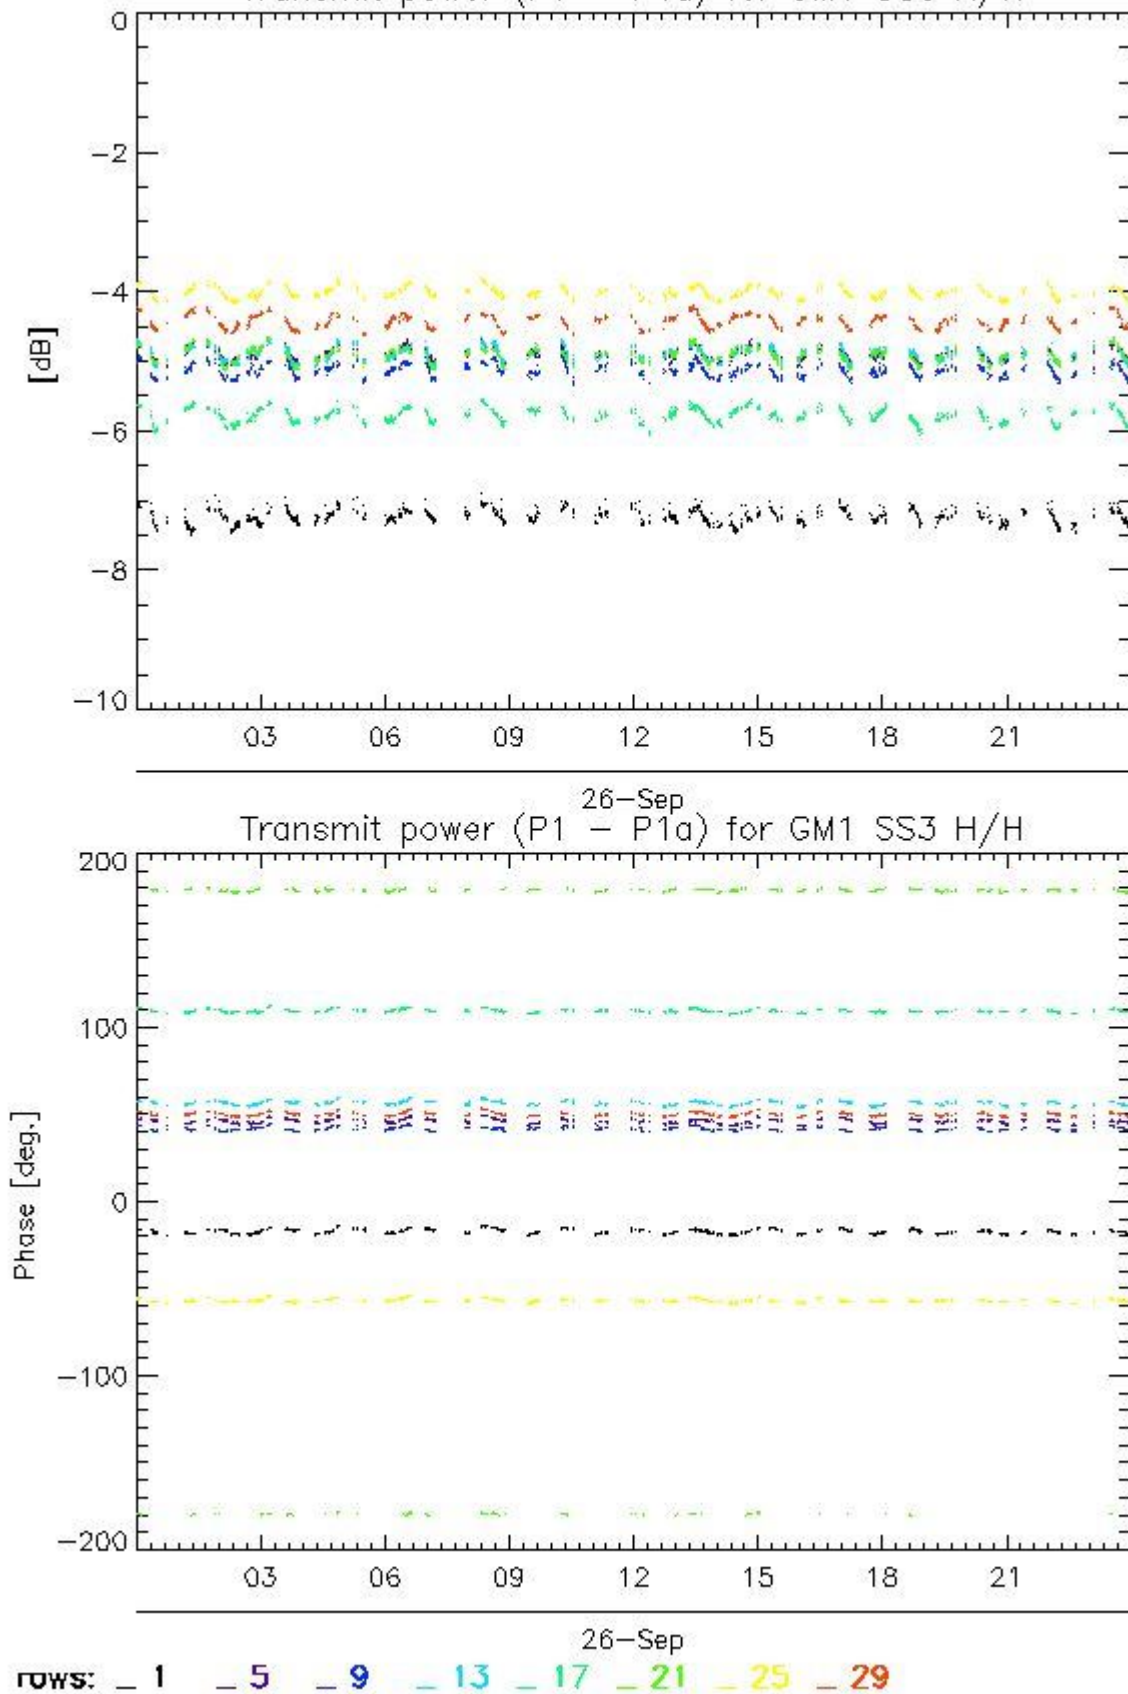 0
-2
-4
[dB]
-6
-8
-10
03 06 09 12 15 18 21
26-Sep
Transmit power (P1 - P1a) for GM1 SS3 H/H
200
100
Phase [deg.]
0
-100
-200
03 06 09 12 15 18 21
26-Sep
rows: _ 1 _ 5 _ 9 _ 13 _ 17 _ 21 _ 25 _ 29